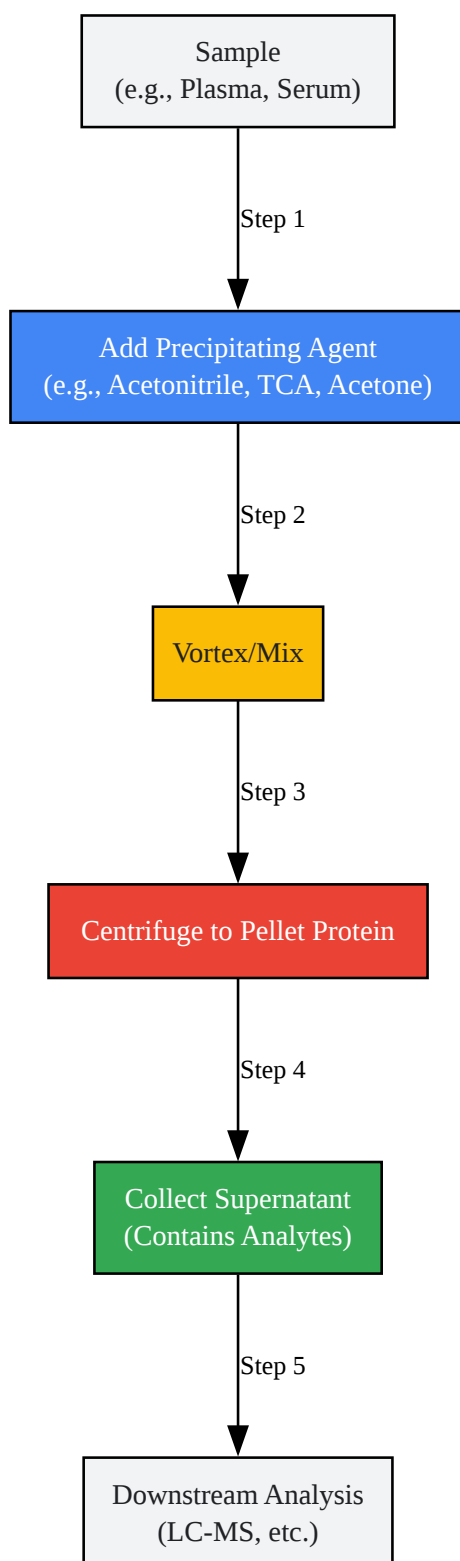 Sample
(e.g., Plasma, Serum)
Step 1
Add Precipitating Agent
(e.g., Acetonitrile, TCA, Acetone)
Step 2
Vortex/Mix
Step 3
Centrifuge to Pellet Protein
Step 4
Collect Supernatant
(Contains Analytes)
Step 5
Downstream Analysis
(LC-MS, etc.)